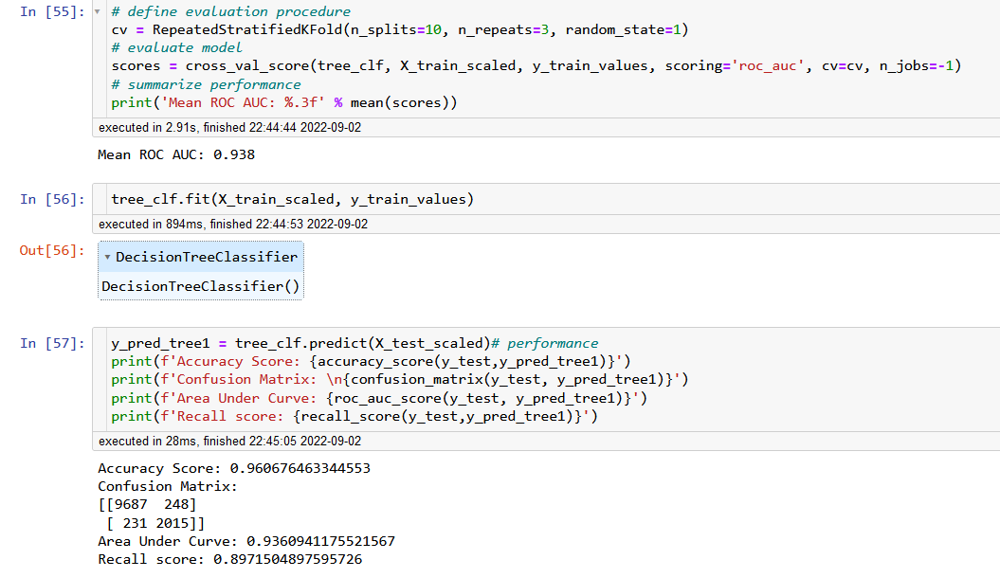 In [55]: # define evaluation procedure
cv = RepeatedStratifiedKFold(n_splits=10, n_repeats=3, random_state=1)
# evaluate model
scores = cross_val_score(tree_clf, X_train_scaled, y_train_values, scoring='roc_auc', cv=cv, n_jobs=-1)
# summarize performance
print('Mean ROC AUC: %.3f' % mean(scores))
executed in 2.91s, finished 22:44:44 2022-09-02
Mean ROC AUC: 0.938
In [56]: tree_clf.fit(X_train_scaled, y_train_values)
executed in 894ms, finished 22:44:53 2022-09-02
Out[56]: DecisionTreeClassifier
DecisionTreeClassifier()
In [57]: y_pred_tree1 = tree_clf.predict(X_test_scaled)# performance
print(f'Accuracy Score: {accuracy_score(y_test,y_pred_tree1)}')
print(f'Confusion Matrix: \n{confusion_matrix(y_test, y_pred_tree1)}')
print(f'Area Under Curve: {roc_auc_score(y_test, y_pred_tree1)}')
print(f'Recall score: {recall_score(y_test,y_pred_tree1)}')
executed in 28ms, finished 22:45:05 2022-09-02
Accuracy Score: 0.960676463344553
Confusion Matrix:
[[9687  248]
 [ 231 2015]]
Area Under Curve: 0.9360941175521567
Recall score: 0.8971504897595726